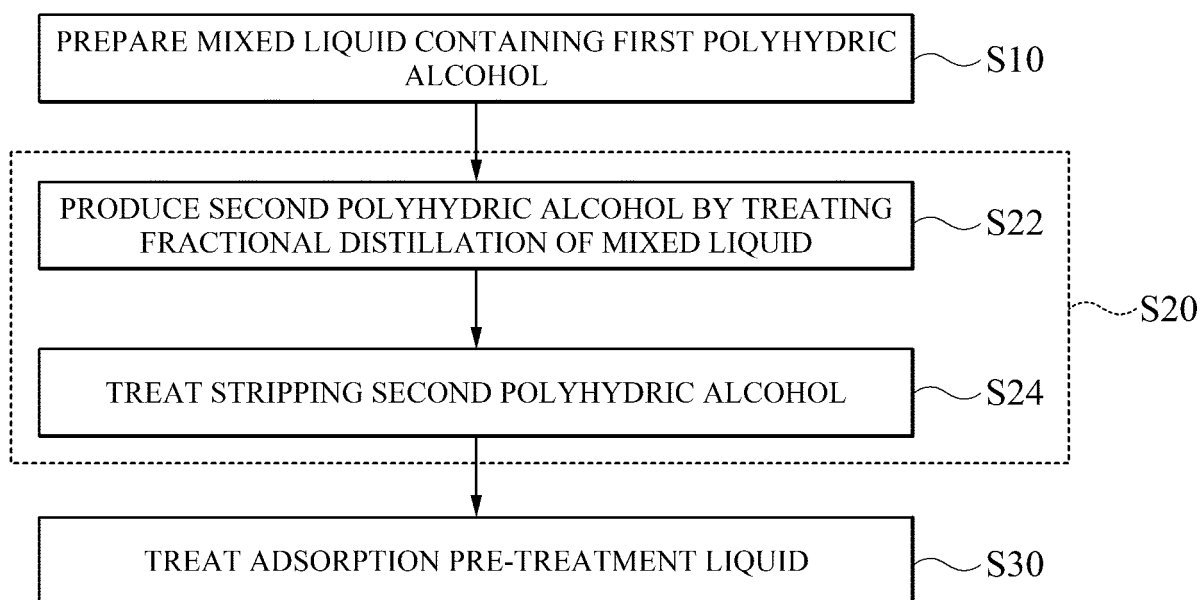 PREPARE MIXED LIQUID CONTAINING FIRST POLYHYDRIC
ALCOHOL
S10
PRODUCE SECOND POLYHYDRIC ALCOHOL BY TREATING
FRACTIONAL DISTILLATION OF MIXED LIQUID
S22
S20
TREAT STRIPPING SECOND POLYHYDRIC ALCOHOL
S24
TREAT ADSORPTION PRE-TREATMENT LIQUID
S30